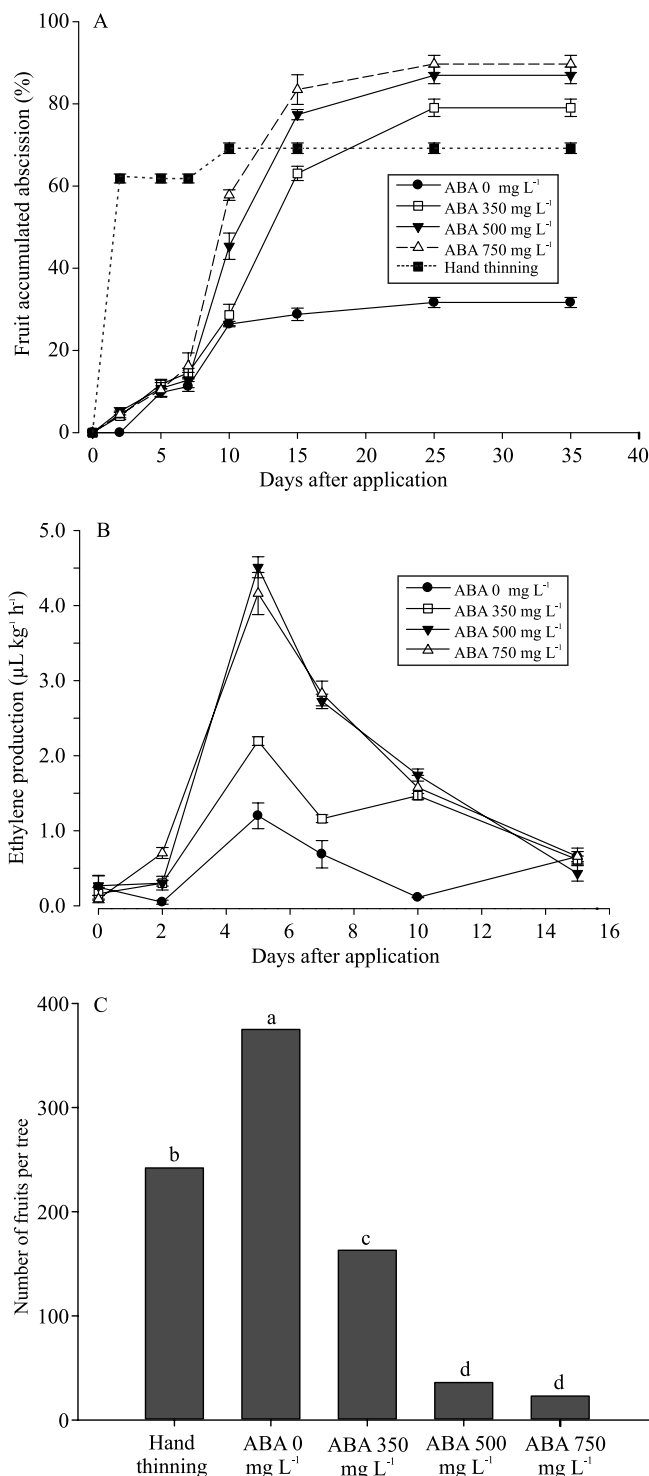 A
100
80
60
40
20
0
Fruit accumulated abscission (%)
ABA 0 mg L⁻¹
ABA 350 mg L⁻¹
ABA 500 mg L⁻¹
ABA 750 mg L⁻¹
Hand thinning
0 5 10 15 20 25 30 35 40
Days after application
B
5.0
4.0
3.0
2.0
1.0
0.0
Ethylene production (µL kg⁻¹ h⁻¹)
ABA 0 mg L⁻¹
ABA 350 mg L⁻¹
ABA 500 mg L⁻¹
ABA 750 mg L⁻¹
0 2 4 6 8 10 12 14 16
Days after application
C
400
300
200
100
0
Number of fruits per tree
b
a
c
d
d
Hand thinning
ABA 0 mg L⁻¹
ABA 350 mg L⁻¹
ABA 500 mg L⁻¹
ABA 750 mg L⁻¹